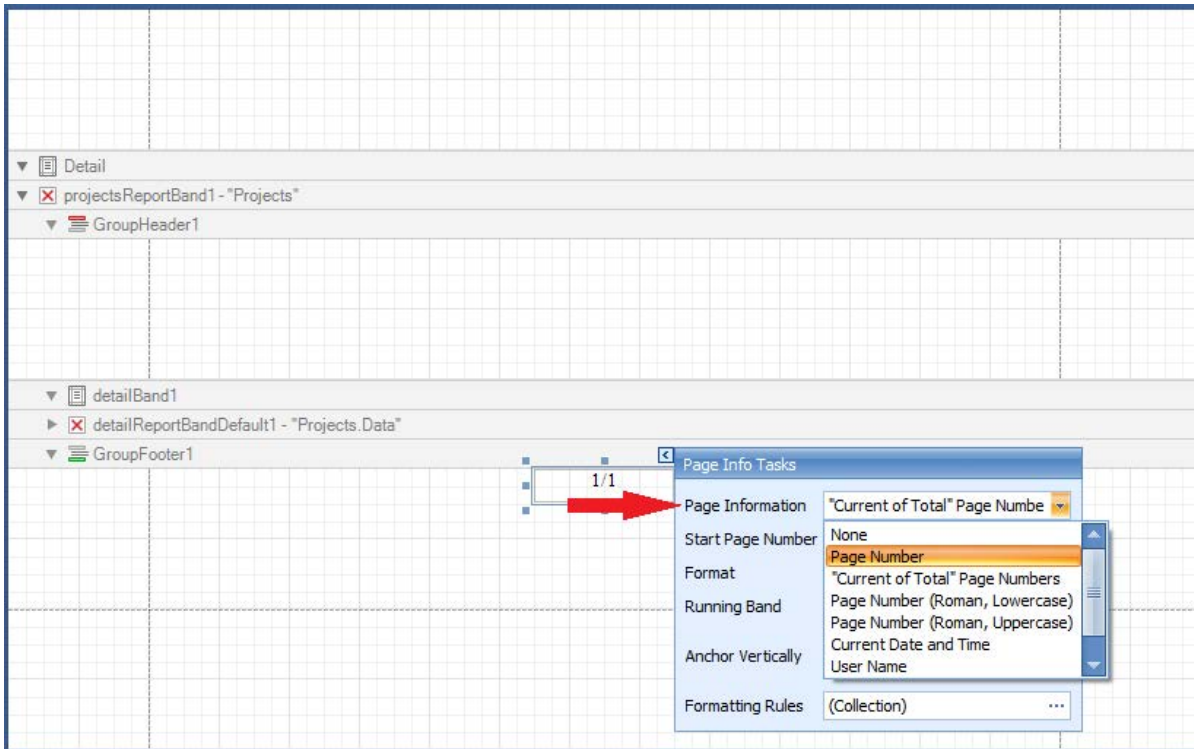 Detail
projectsReportBand1 - "Projects"
GroupHeader1
detailBand1
detailReportBandDefault1 - "Projects.Data"
GroupFooter1
1/1
Page Info Tasks
Page Information "Current of Total" Page Numbe
Start Page Number
Format
Running Band
Anchor Vertically
None
Page Number
"Current of Total" Page Numbers
Page Number (Roman, Lowercase)
Page Number (Roman, Uppercase)
Current Date and Time
User Name
Formatting Rules (Collection) ...